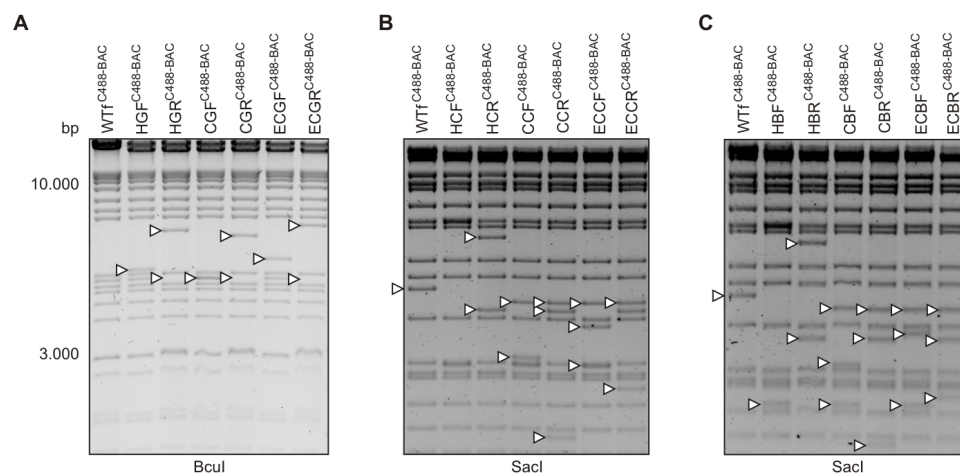 A
B
C
bp
WTf C488-BAC
HGF C488-BAC
HGR C488-BAC
CGF C488-BAC
CGR C488-BAC
ECGF C488-BAC
ECGR C488-BAC
WTf C488-BAC
HCF C488-BAC
HCR C488-BAC
CCF C488-BAC
CCR C488-BAC
ECCF C488-BAC
ECCR C488-BAC
WTf C488-BAC
HBF C488-BAC
HBR C488-BAC
CBF C488-BAC
CBR C488-BAC
ECBF C488-BAC
ECBR C488-BAC
10.000
3.000
BcuI
SacI
SacI